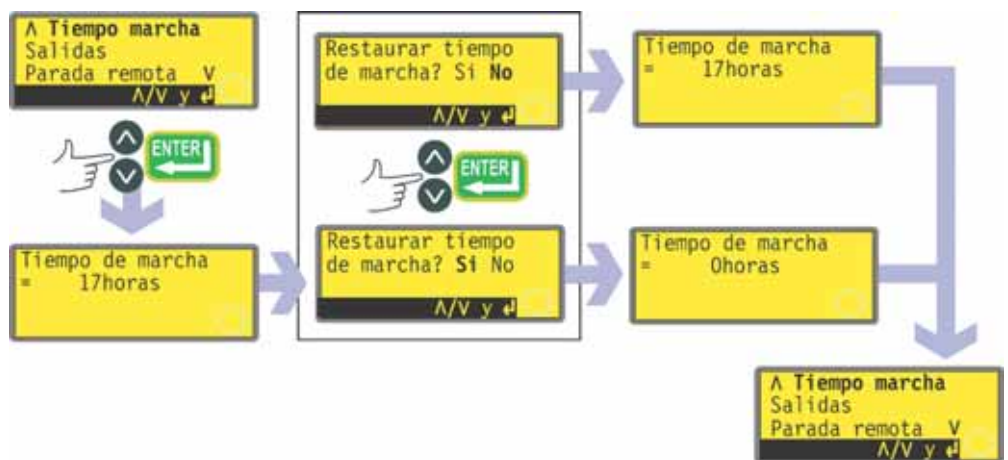 Λ Tiempo marcha
Salidas
Parada remota V
Λ/V y ↲
ENTER
Tiempo de marcha
= 17horas
Restaurar tiempo
de marcha? Si No
Λ/V y ↲
ENTER
Restaurar tiempo
de marcha? Si No
Λ/V y ↲
Tiempo de marcha
= 17horas
Tiempo de marcha
= 0horas
Λ Tiempo marcha
Salidas
Parada remota V
Λ/V y ↲